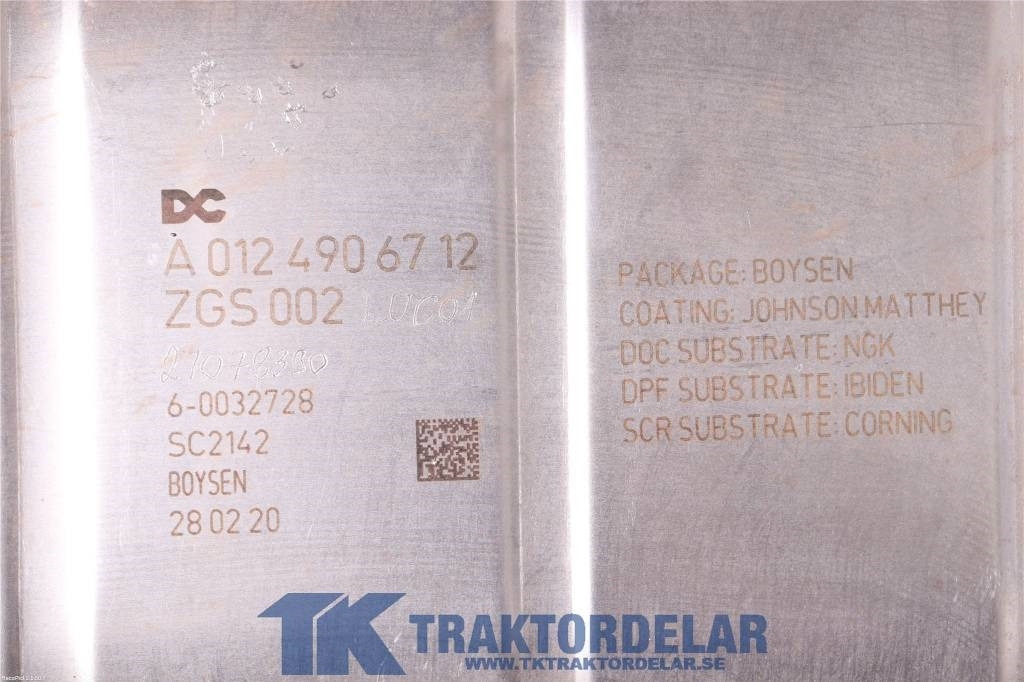 DC
A 012 490 67 12
ZGS 002
21078390
6-0032728
SC2142
BOYSEN
28 02 20
PACKAGE: BOYSEN
COATING: JOHNSON MATTHEY
DOC SUBSTRATE: NGK
DPF SUBSTRATE: IBIDEN
SCR SUBSTRATE: CORNING
TK TRAKTORDELAR
WWW.TKTRAKTORDELAR.SE